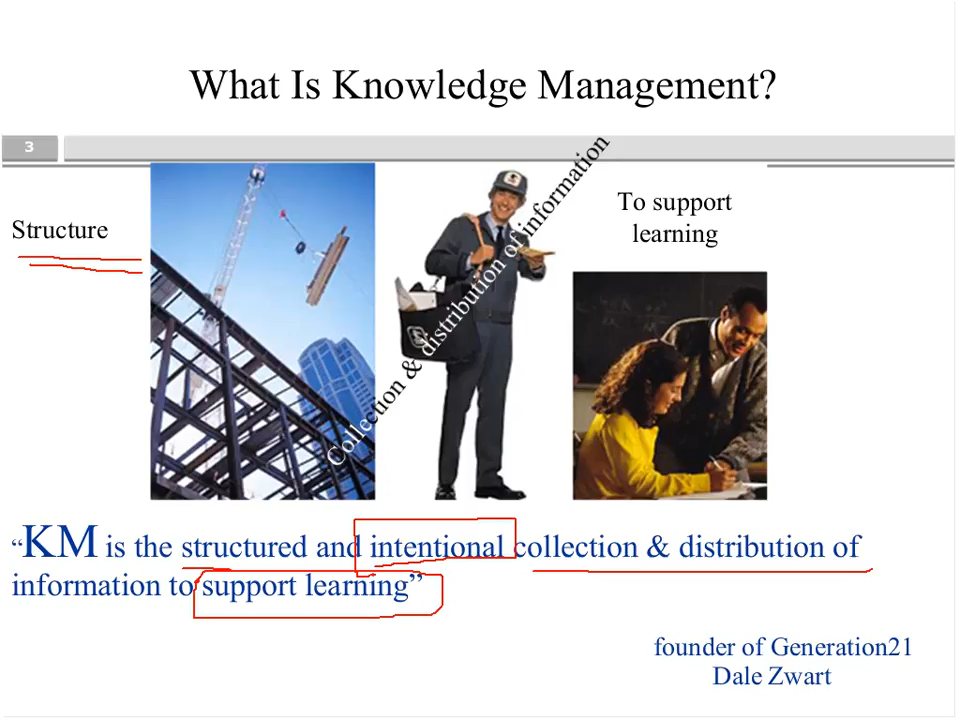 What Is Knowledge Management?
3
Structure
Collection & distribution of information
To support
learning
“KM is the structured and intentional collection & distribution of
information to support learning”
founder of Generation21
Dale Zwart